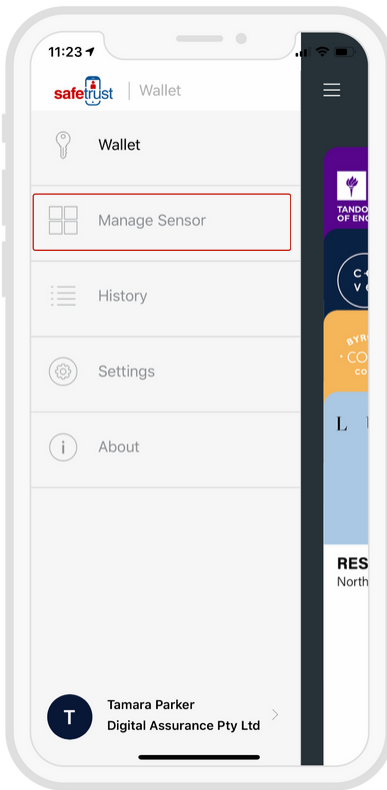 11:23
safetrust | Wallet
Wallet
Manage Sensor
History
Settings
About
TANDO
OF ENG
BYR
CO
CO
L
RES
North
T
Tamara Parker
Digital Assurance Pty Ltd